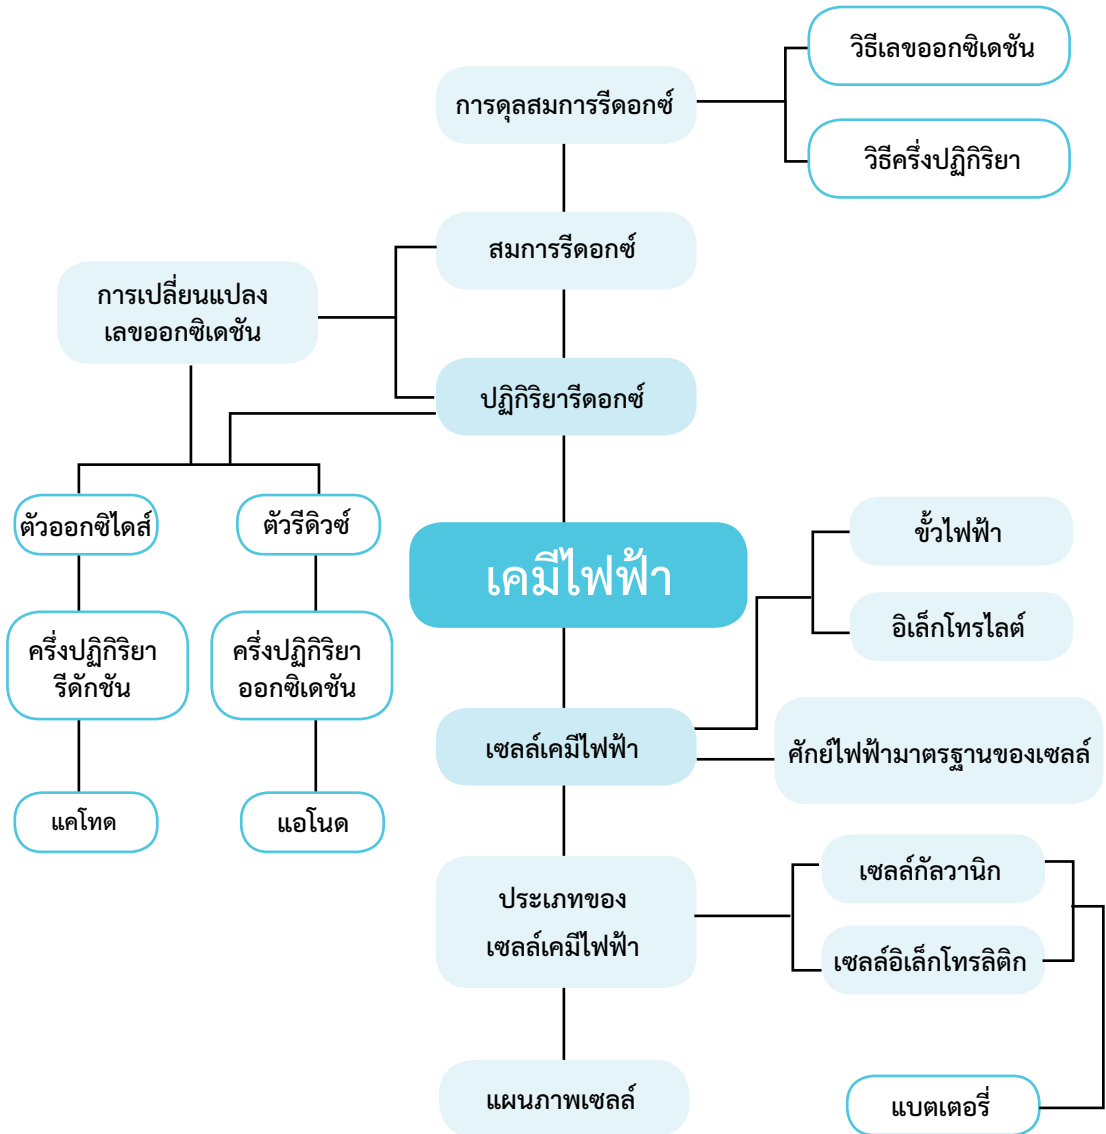 วิธีเลขออกซิเดชัน
การดุลสมการรีดอกซ์
วิธีครึ่งปฏิกิริยา
สมการรีดอกซ์
การเปลี่ยนแปลง
เลขออกซิเดชัน
ปฏิกิริยารีดอกซ์
ตัวออกซิไดส์
ตัวรีดิวซ์
ขั้วไฟฟ้า
เคมีไฟฟ้า
อิเล็กโทรไลต์
ครึ่งปฏิกิริยา
รีดักชัน
ครึ่งปฏิกิริยา
ออกซิเดชัน
เซลล์เคมีไฟฟ้า
ศักย์ไฟฟ้ามาตรฐานของเซลล์
แคโทด
แอโนด
เซลล์กัลวานิก
ประเภทของ
เซลล์เคมีไฟฟ้า
เซลล์อิเล็กโทรลิติก
แผนภาพเซลล์
แบตเตอรี่